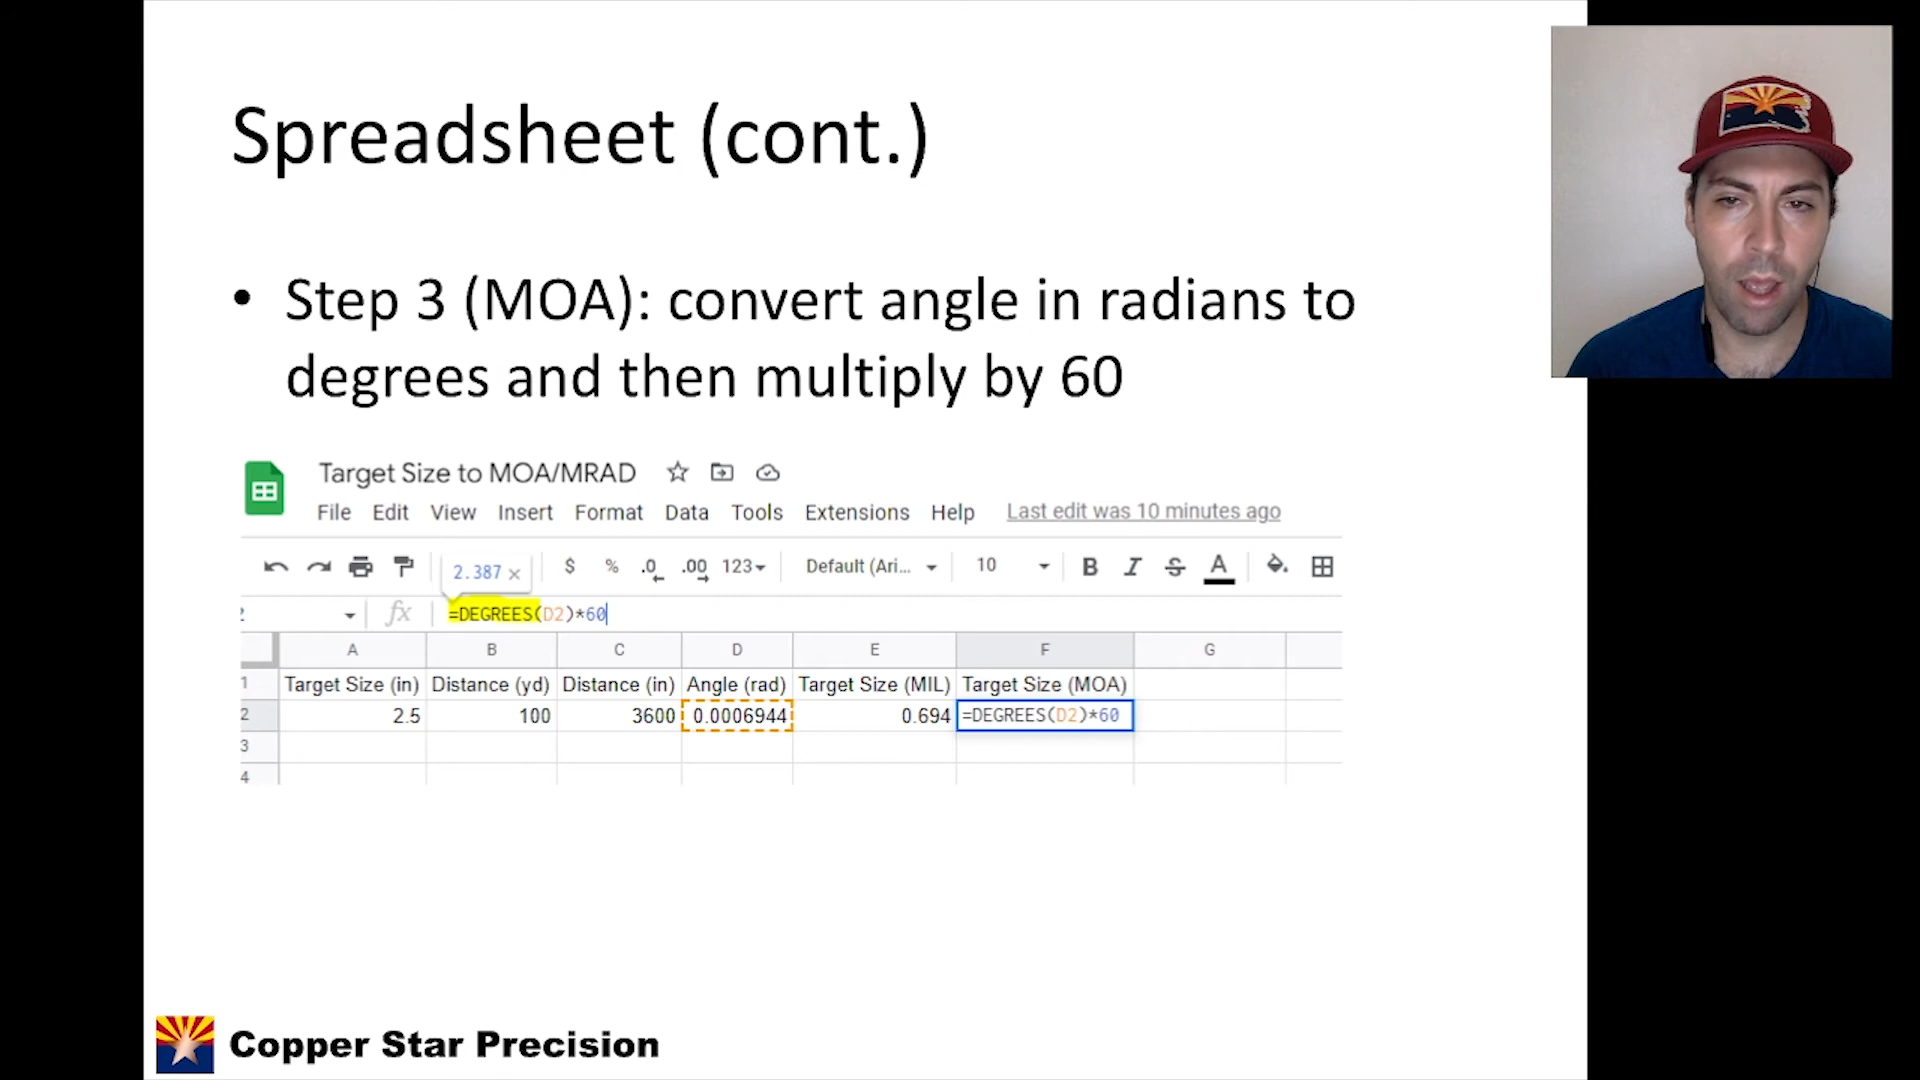 Spreadsheet (cont.)
• Step 3 (MOA): convert angle in radians to
degrees and then multiply by 60
Target Size to MOA/MRAD
File Edit View Insert Format Data Tools Extensions Help Last edit was 10 minutes ago
2.387 × $ % .0 .00 123 Default (Ari... 10 B I S A
2 fx =DEGREES(D2)*60
A B C D E F G
1 Target Size (in) Distance (yd) Distance (in) Angle (rad) Target Size (MIL) Target Size (MOA)
2 2.5 100 3600 0.0006944 0.694 =DEGREES(D2)*60
3
4
Copper Star Precision